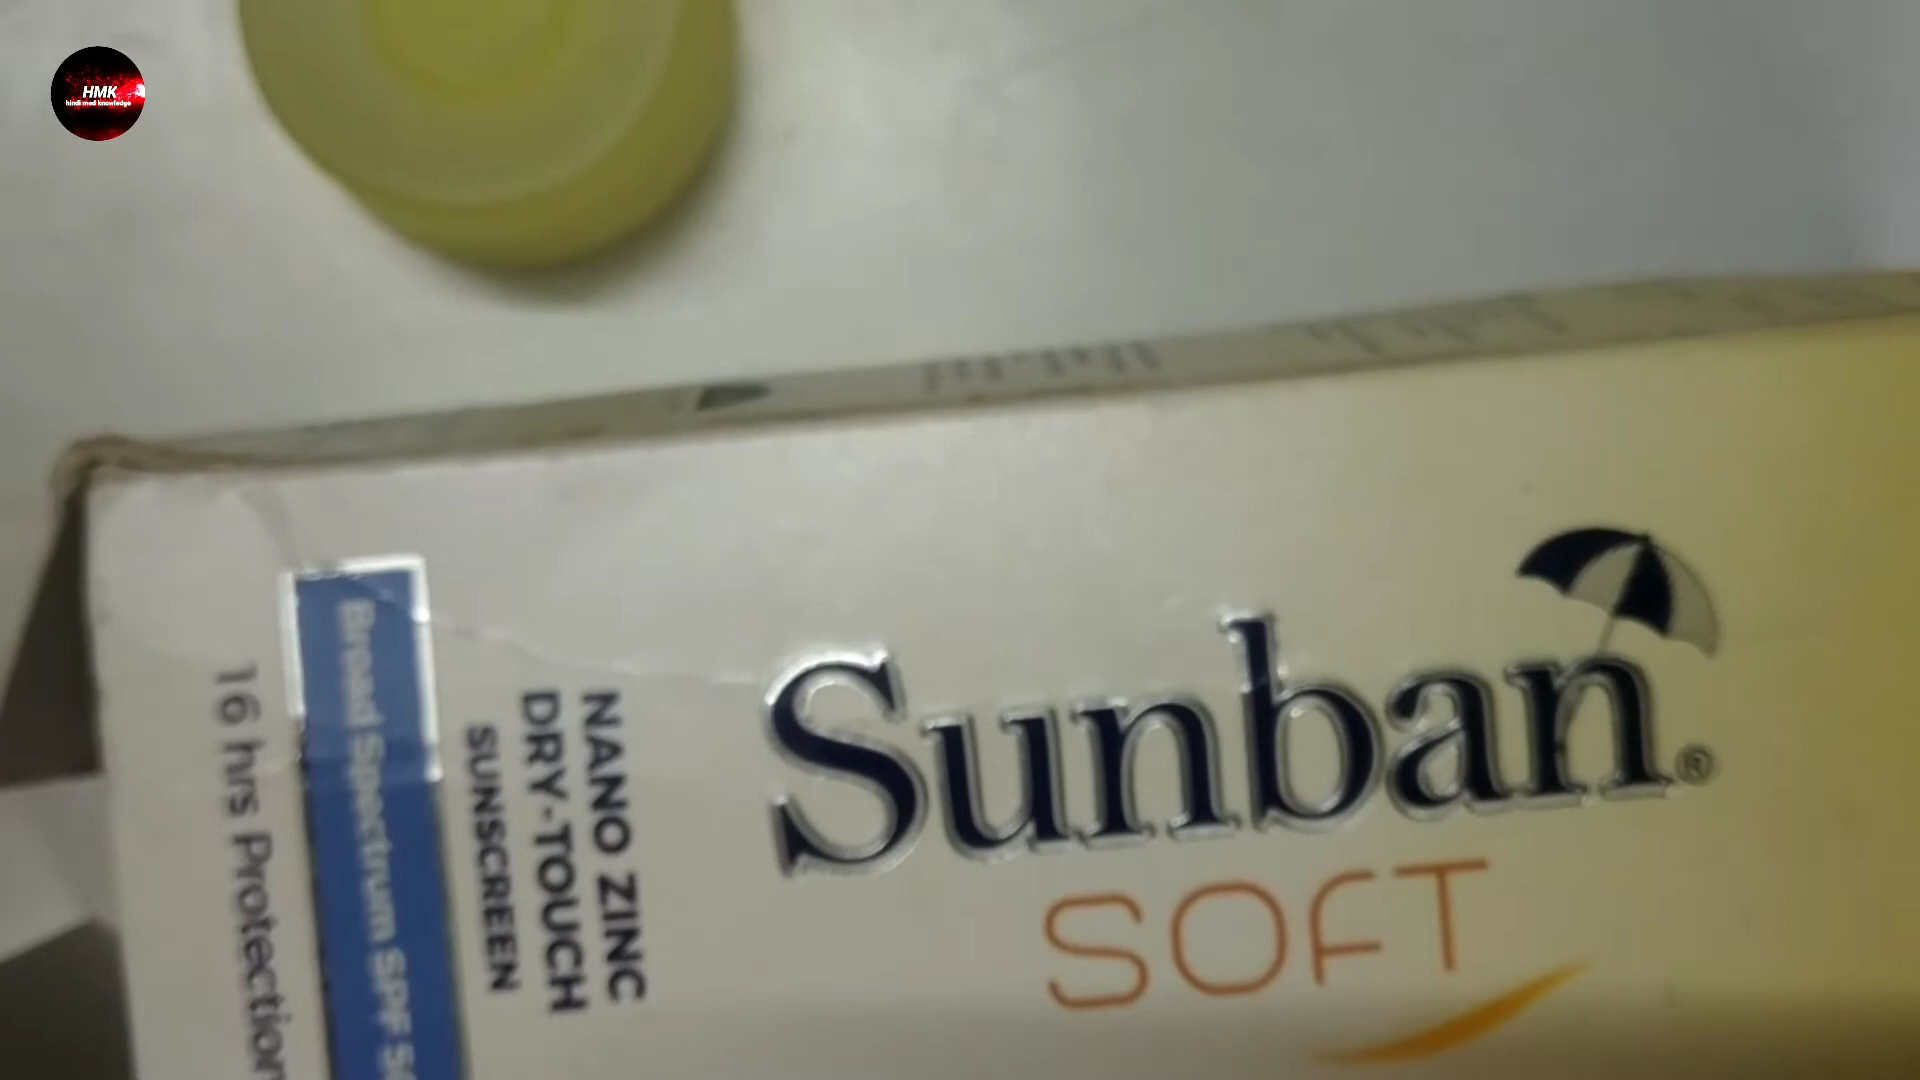 HMK
hindi med knowledge
Sunban®
SOFT
NANO ZINC
DRY-TOUCH
SUNSCREEN
Broad Spectrum SPF
16 hrs Protection